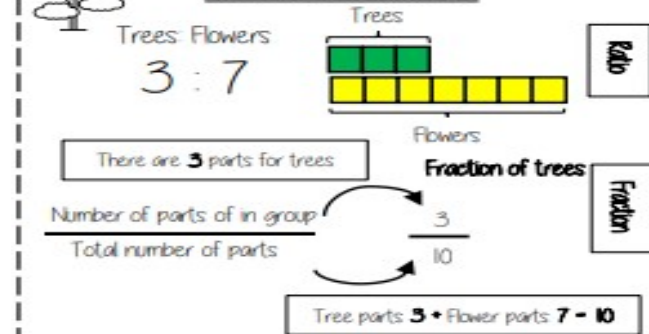 Trees
Trees: Flowers
3 : 7
Ratio
Flowers
There are 3 parts for trees
Fraction of trees
Number of parts of in group
Total number of parts
3
10
Fraction
Tree parts 3 + Flower parts 7 = 10